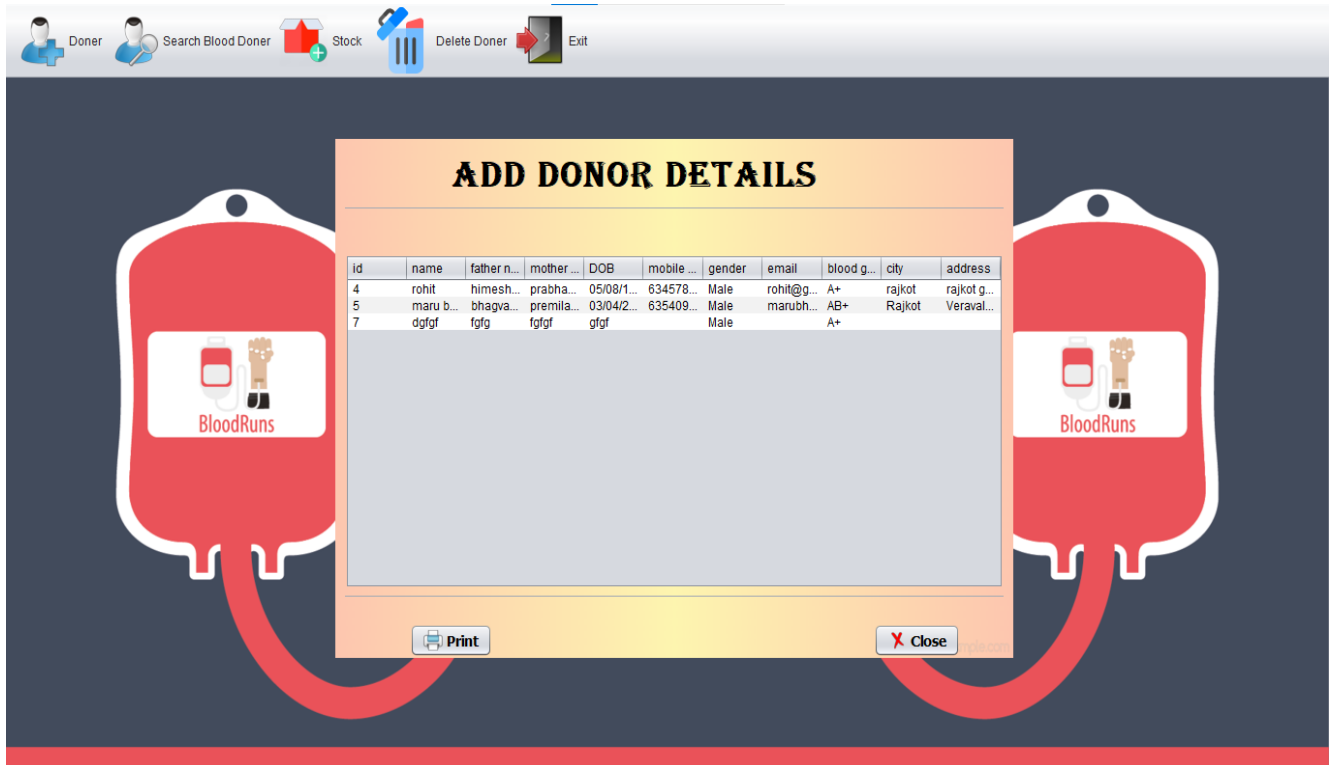 Doner Search Blood Doner Stock Delete Doner Exit
ADD DONOR DETAILS
id name father n... mother ... DOB mobile ... gender email blood g... city address
4 rohit himesh... prabha... 05/08/1... 634578... Male rohit@g... A+ rajkot rajkot g...
5 maru b... bhagva... premila... 03/04/2... 635409... Male marubh... AB+ Rajkot Veraval...
7 dgfgf fgfg fgfgf gfgf Male A+
BloodRuns BloodRuns
Print Close